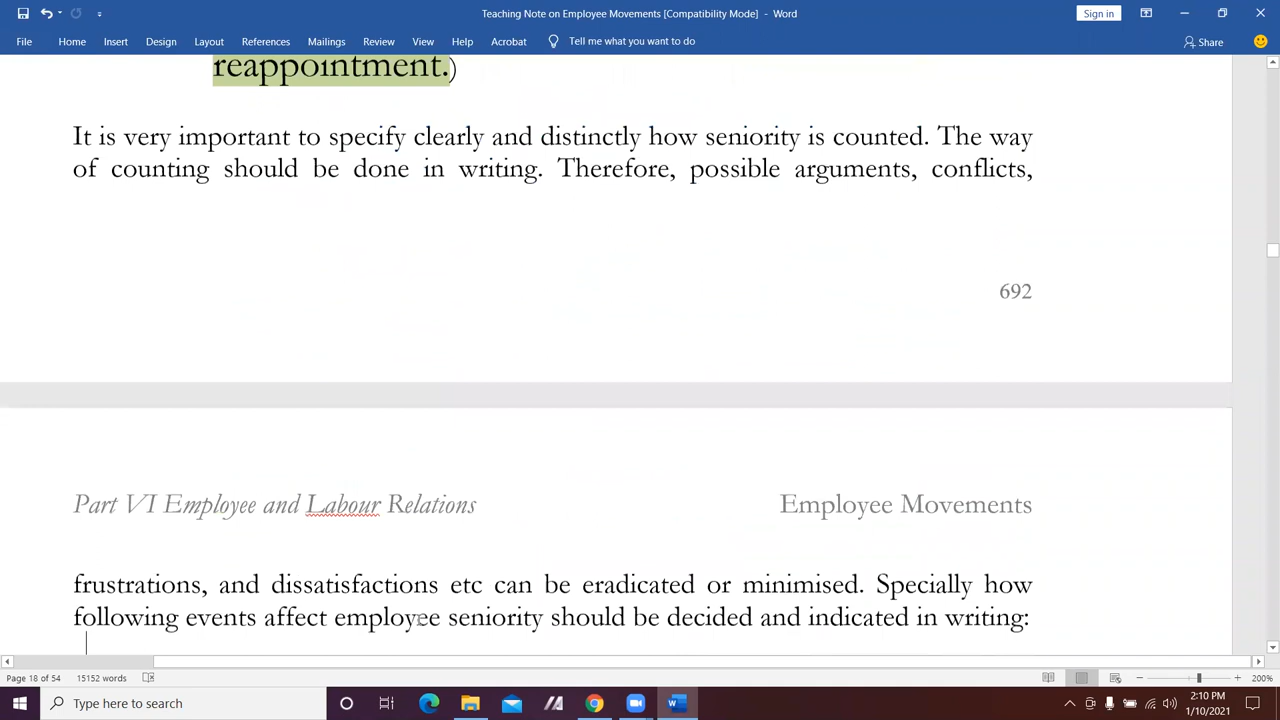 Teaching Note on Employee Movements [Compatibility Mode] - Word
Sign in
File Home Insert Design Layout References Mailings Review View Help Acrobat Tell me what you want to do Share
reappointment.)
It is very important to specify clearly and distinctly how seniority is counted. The way
of counting should be done in writing. Therefore, possible arguments, conflicts,
692
Part VI Employee and Labour Relations Employee Movements
frustrations, and dissatisfactions etc can be eradicated or minimised. Specially how
following events affect employee seniority should be decided and indicated in writing:
Page 18 of 54 15152 words 200%
Type here to search
2:10 PM
1/10/2021